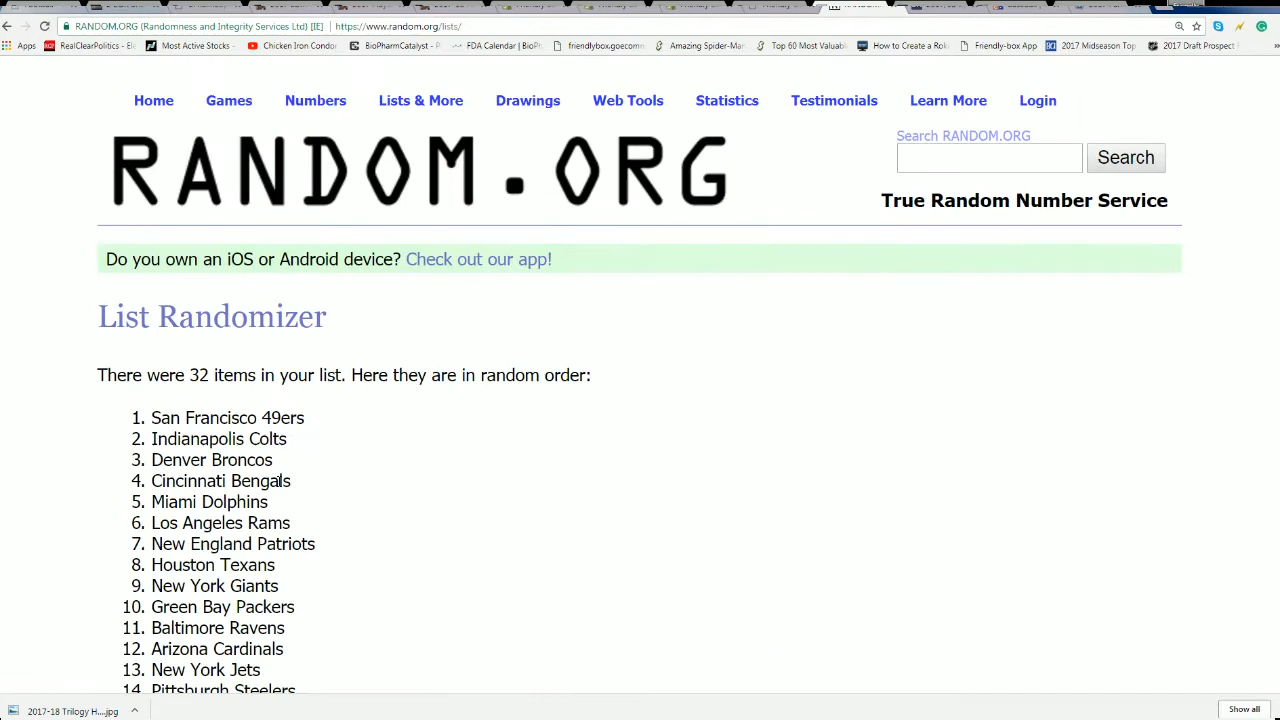 RANDOM.ORG (Randomness and Integrity Services Ltd) [IE] https://www.random.org/lists/
Apps RealClearPolitics - Ele Most Active Stocks - Chicken Iron Condor BioPharmCatalyst - P FDA Calendar | BioPh friendlybox.goecomm Amazing Spider-Man Top 60 Most Valuabl How to Create a Rok Friendly-box App 2017 Midseason Top 2017 Draft Prospect
Home Games Numbers Lists & More Drawings Web Tools Statistics Testimonials Learn More Login
RANDOM.ORG
Search RANDOM.ORG
Search
True Random Number Service
Do you own an iOS or Android device? Check out our app!
List Randomizer
There were 32 items in your list. Here they are in random order:
1. San Francisco 49ers
2. Indianapolis Colts
3. Denver Broncos
4. Cincinnati Bengals
5. Miami Dolphins
6. Los Angeles Rams
7. New England Patriots
8. Houston Texans
9. New York Giants
10. Green Bay Packers
11. Baltimore Ravens
12. Arizona Cardinals
13. New York Jets
14. Pittsburgh Steelers
2017-18 Trilogy H....jpg
Show all